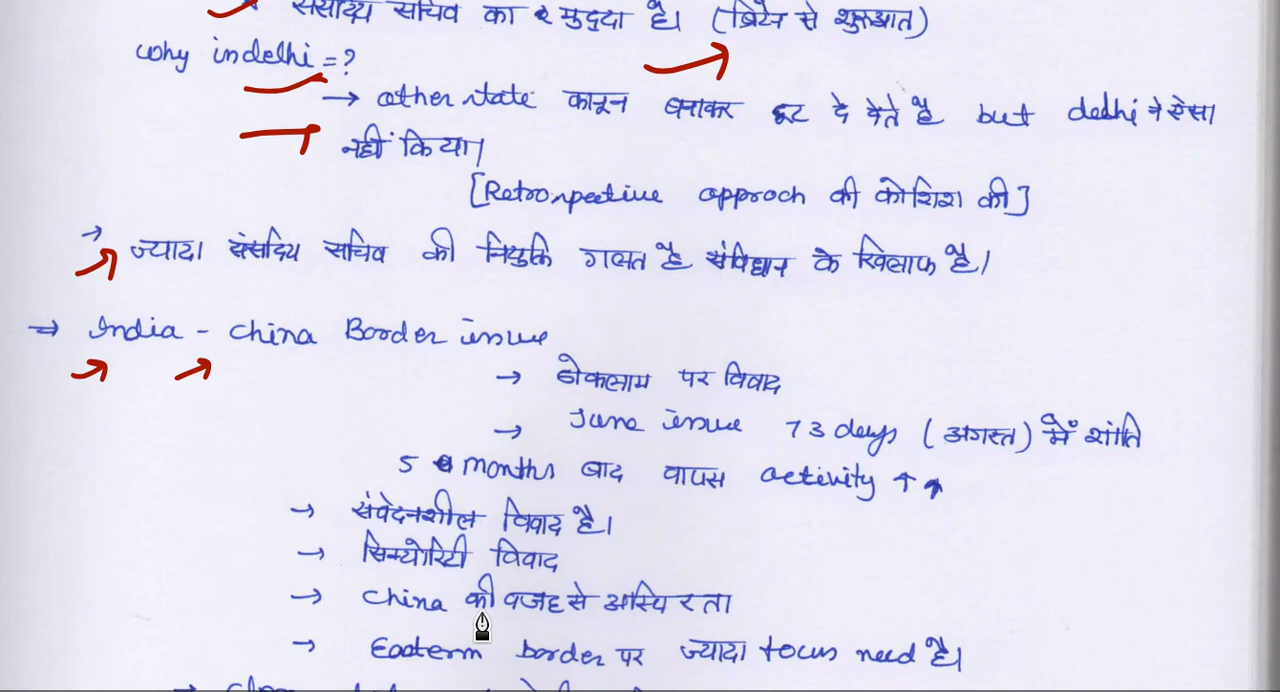 संसदिय सचिव का मुद्दा है। (ब्रिटेन से शुरुआत)
why in delhi = ?
→ other state कानून बनाकर छूट दे देते है but delhi ने ऐसा
नहीं किया।
[Retrospective approch की कोशिश की]
→ ज्यादा संसदिय सचिव की नियुक्ति गलत है संविधान के खिलाफ है।
⇒ India - China Border issue
→ डोकलाम पर विवाद
→ June issue 73 days (अगस्त) में शांति
5 months बाद वापस activity ↑ ↑
→ संवेदनशील विवाद है।
→ सिक्योरिटी विवाद
→ China की वजह से अस्थिरता
→ Eastern border पर ज्यादा focus need है।